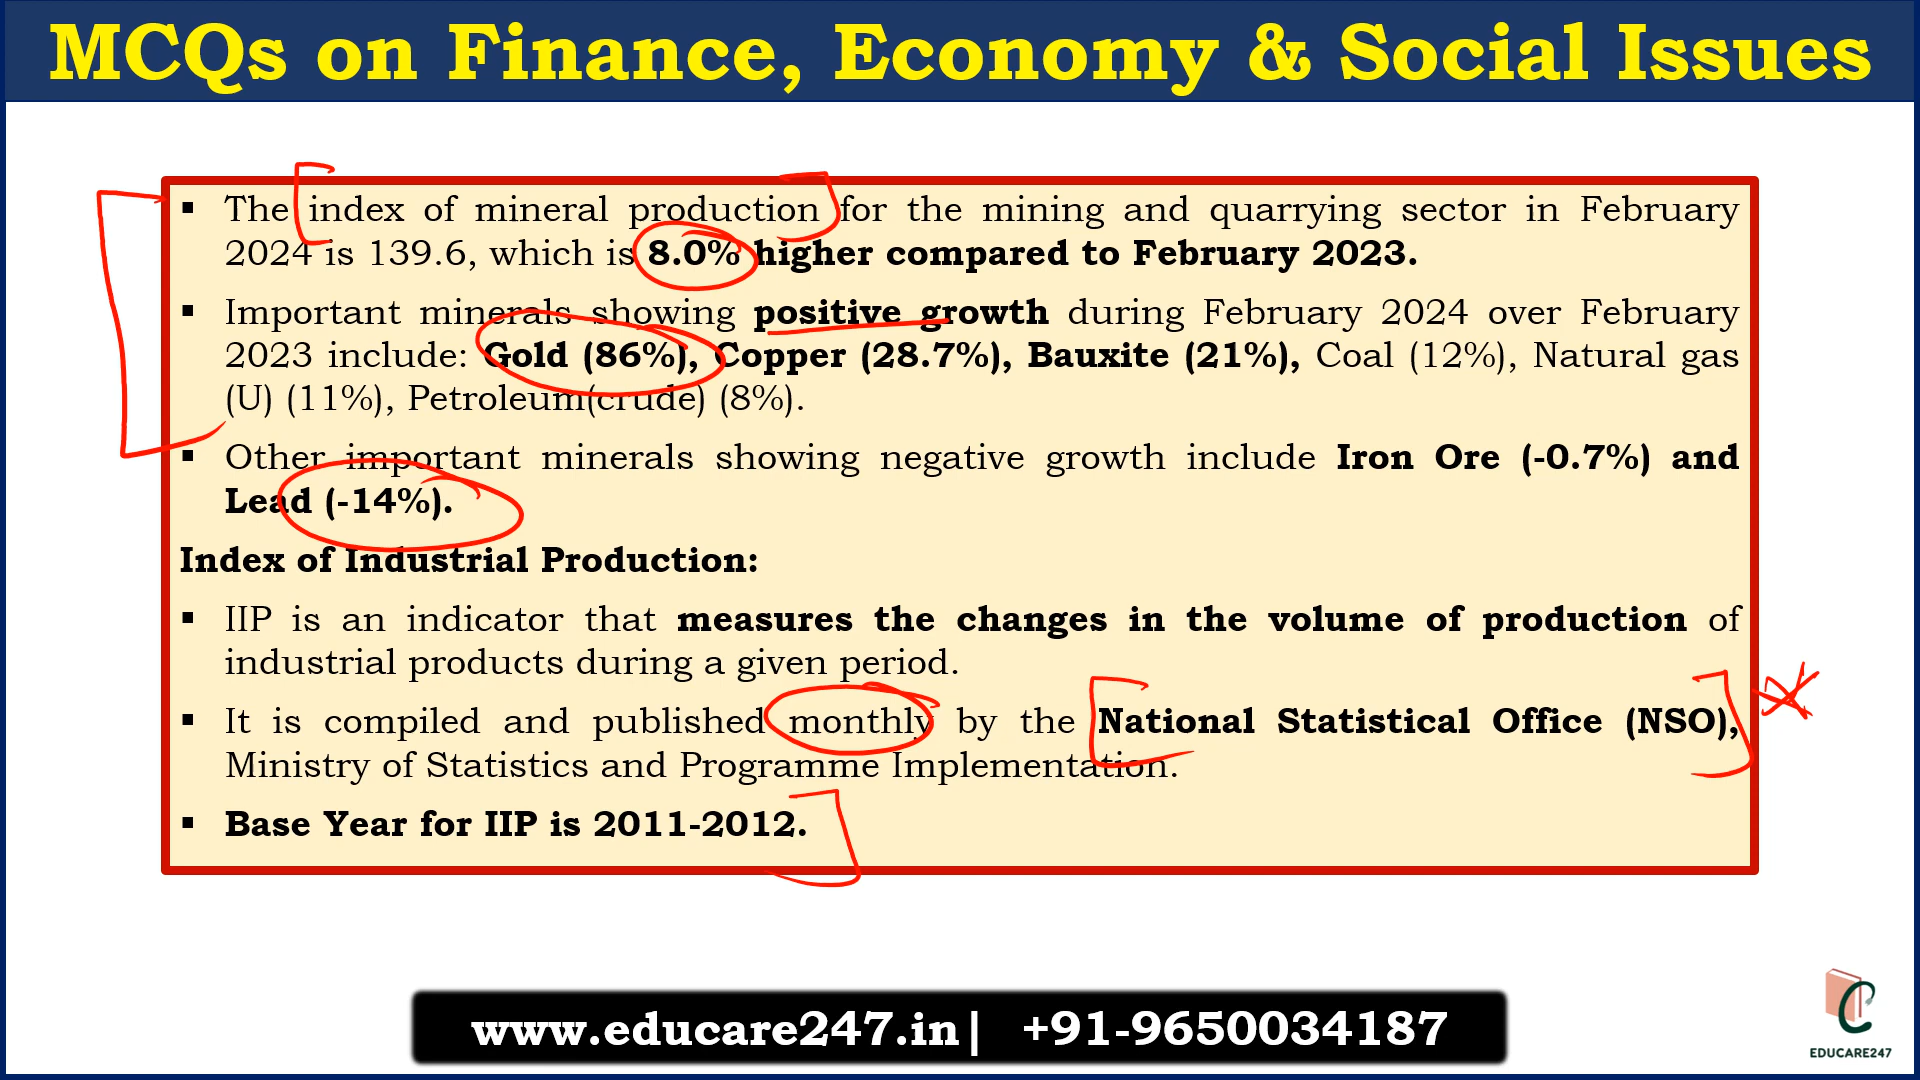 MCQs on Finance, Economy & Social Issues
▪ The index of mineral production for the mining and quarrying sector in February
2024 is 139.6, which is 8.0% higher compared to February 2023.
▪ Important minerals showing positive growth during February 2024 over February
2023 include: Gold (86%), Copper (28.7%), Bauxite (21%), Coal (12%), Natural gas
(U) (11%), Petroleum(crude) (8%).
▪ Other important minerals showing negative growth include Iron Ore (-0.7%) and
Lead (-14%).
Index of Industrial Production:
▪ IIP is an indicator that measures the changes in the volume of production of
industrial products during a given period.
▪ It is compiled and published monthly by the National Statistical Office (NSO),
Ministry of Statistics and Programme Implementation.
▪ Base Year for IIP is 2011-2012.
www.educare247.in| +91-9650034187
EDUCARE247